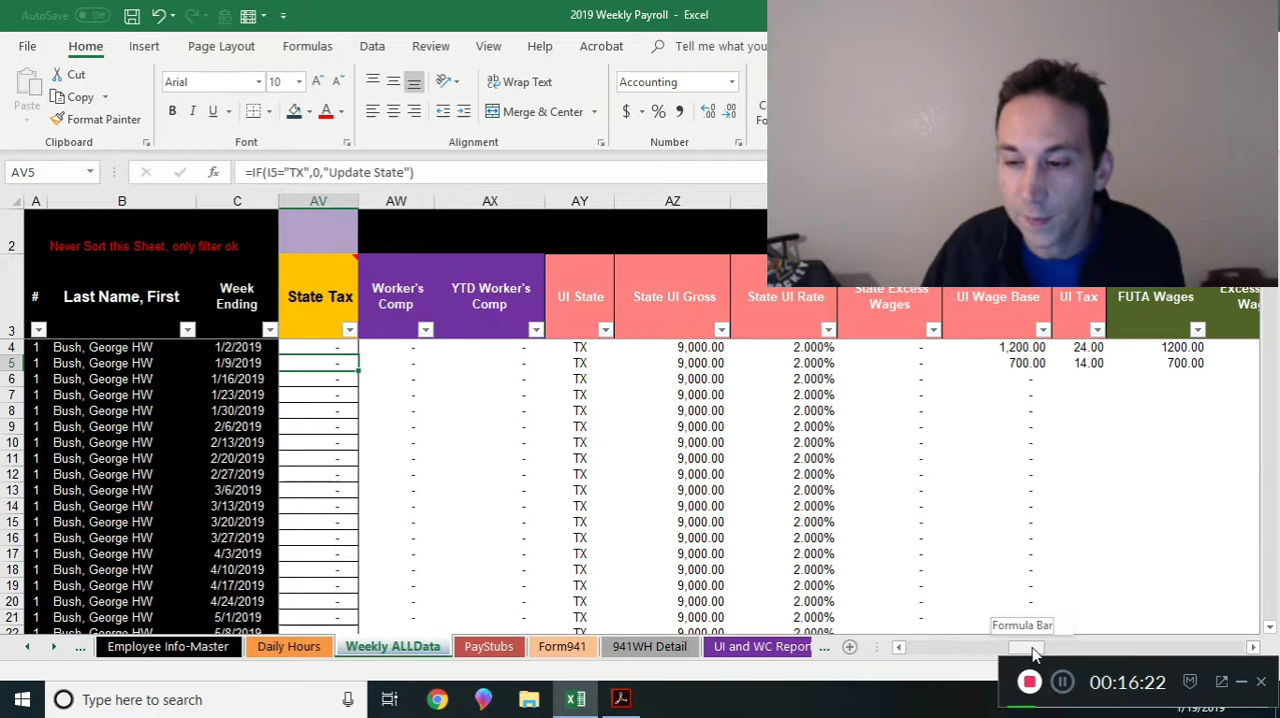 AutoSave Off 2019 Weekly Payroll - Excel
File Home Insert Page Layout Formulas Data Review View Help Acrobat Tell me what you
Paste Cut Copy Format Painter
Arial 10
B I U
Wrap Text
Merge & Center
Accounting
$ % ,
Clipboard Font Alignment Number
AV5 fx =IF(I5="TX",0,"Update State")
A B C AV AW AX AY AZ
2 Never Sort this Sheet, only filter ok
3 # Last Name, First Week Ending State Tax Worker's Comp YTD Worker's Comp UI State State UI Gross State UI Rate State Excess Wages UI Wage Base UI Tax FUTA Wages
4 1 Bush, George HW 1/2/2019 - - - TX 9,000.00 2.000% - 1,200.00 24.00 1200.00
5 1 Bush, George HW 1/9/2019 - - - TX 9,000.00 2.000% - 700.00 14.00 700.00
6 1 Bush, George HW 1/16/2019 - - - TX 9,000.00 2.000% - -
7 1 Bush, George HW 1/23/2019 - - - TX 9,000.00 2.000% - -
8 1 Bush, George HW 1/30/2019 - - - TX 9,000.00 2.000% - -
9 1 Bush, George HW 2/6/2019 - - - TX 9,000.00 2.000% - -
10 1 Bush, George HW 2/13/2019 - - - TX 9,000.00 2.000% - -
11 1 Bush, George HW 2/20/2019 - - - TX 9,000.00 2.000% - -
12 1 Bush, George HW 2/27/2019 - - - TX 9,000.00 2.000% - -
13 1 Bush, George HW 3/6/2019 - - - TX 9,000.00 2.000% - -
14 1 Bush, George HW 3/13/2019 - - - TX 9,000.00 2.000% - -
15 1 Bush, George HW 3/20/2019 - - - TX 9,000.00 2.000% - -
16 1 Bush, George HW 3/27/2019 - - - TX 9,000.00 2.000% - -
17 1 Bush, George HW 4/3/2019 - - - TX 9,000.00 2.000% - -
18 1 Bush, George HW 4/10/2019 - - - TX 9,000.00 2.000% - -
19 1 Bush, George HW 4/17/2019 - - - TX 9,000.00 2.000% - -
20 1 Bush, George HW 4/24/2019 - - - TX 9,000.00 2.000% - -
21 1 Bush, George HW 5/1/2019 - - - TX 9,000.00 2.000% - -
Formula Bar
... Employee Info-Master Daily Hours Weekly ALLData PayStubs Form941 941WH Detail UI and WC Report ...
00:16:22
Type here to search
1/19/2019